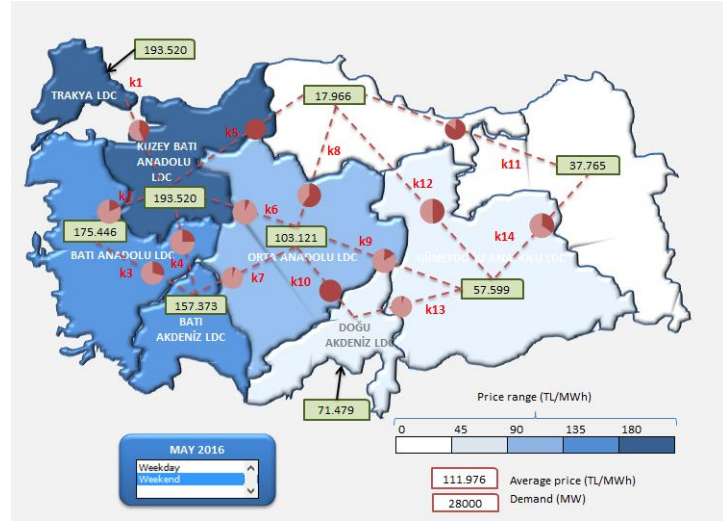 193.520
k1
TRAKYA LDC
17.966
k5
KUZEY BATI
ANADOLU
LDC
k8
k11
37.765
k12
193.520
k6
175.446
BATI ANADOLU LDC
k3
k4
103.121
ORTA ANADOLU LDC
k9
k14
k7
k10
57.599
157.373
BATI
AKDENİZ LDC
k13
DOĞU
AKDENİZ LDC
71.479
Price range (TL/MWh)
0 45 90 135 180
MAY 2016
Weekday
Weekend
111.976 Average price (TL/MWh)
28000 Demand (MW)